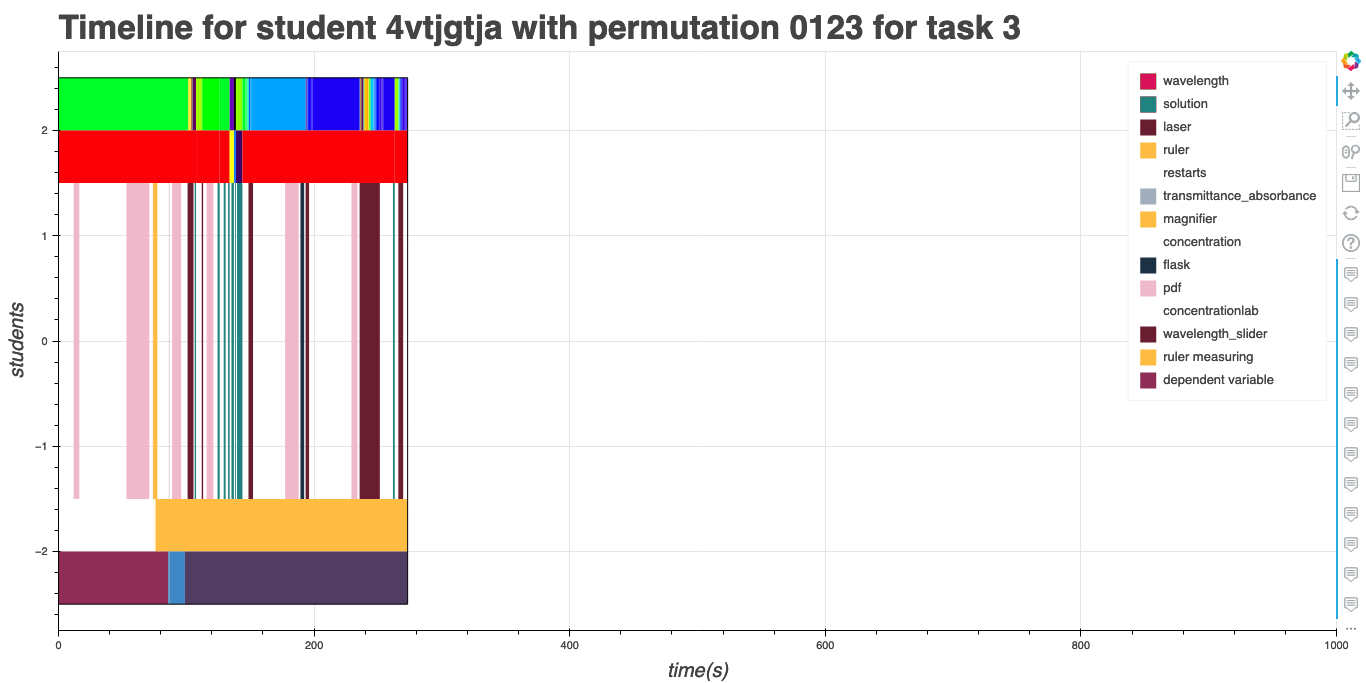 Timeline for student 4vtjgtja with permutation 0123 for task 3
wavelength
solution
laser
ruler
restarts
transmittance_absorbance
magnifier
concentration
flask
pdf
concentrationlab
wavelength_slider
ruler measuring
dependent variable
students
2
1
0
−1
−2
0
200
400
600
800
1000
time(s)